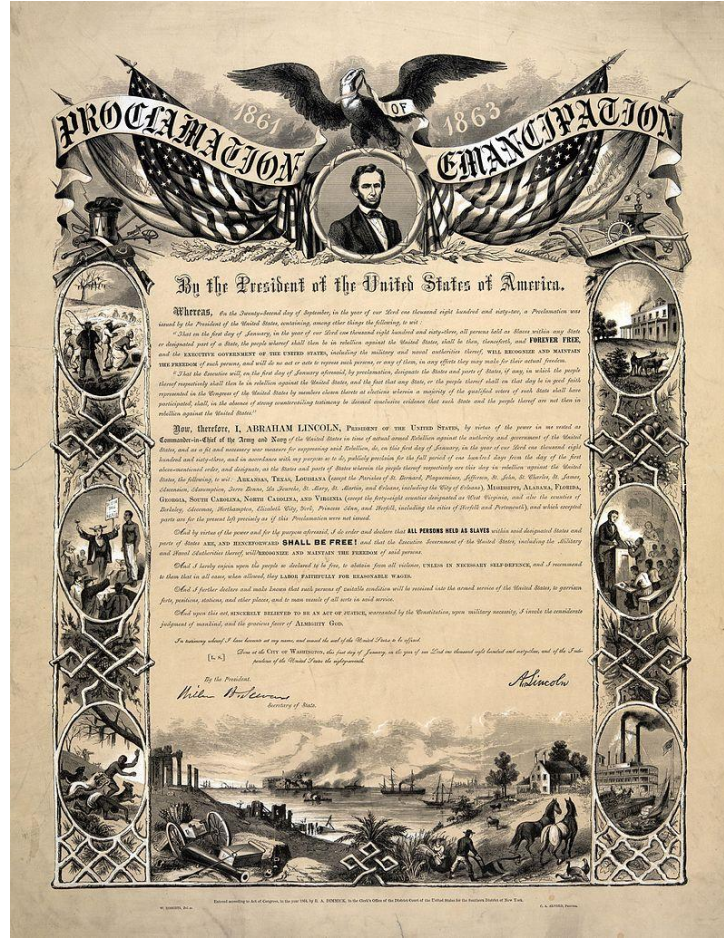 1861
1863
PROCLAMATION
OF
EMANCIPATION
By the President of the United States of America.
Whereas, On the Twenty-Second day of September, in the year of our Lord one thousand eight hundred and sixty-two, a Proclamation was
issued by the President of the United States, containing, among other things the following, to wit:
"That on the first day of January, in the year of our Lord one thousand eight hundred and sixty-three, all persons held as Slaves within any State
or designated part of a State, the people whereof shall then be in rebellion against the United States, shall be then, thenceforth, and FOREVER FREE,
and the EXECUTIVE GOVERNMENT OF THE UNITED STATES, including the military and naval authorities thereof, WILL RECOGNIZE AND MAINTAIN
THE FREEDOM of such persons, and will do no act or acts to repress such persons, or any of them, in any efforts they may make for their actual freedom.
"That the Executive will, on the first day of January aforesaid, by proclamation, designate the States and parts of States, if any, in which the people
thereof respectively shall then be in rebellion against the United States, and the fact that any State, or the people thereof shall on that day be in good faith
represented in the Congress of the United States by members chosen thereto at elections wherein a majority of the qualified voters of such State shall have
participated, shall, in the absence of strong countervailing testimony be deemed conclusive evidence that such State and the people thereof are not then in
rebellion against the United States."
Now, therefore, I, ABRAHAM LINCOLN, PRESIDENT OF THE UNITED STATES, by virtue of the power in me vested as
Commander-in-Chief of the Army and Navy of the United States in time of actual armed Rebellion against the authority and government of the United
States, and as a fit and necessary war measure for suppressing said Rebellion, do, on this first day of January, in the year of our Lord one thousand eight
hundred and sixty-three, and in accordance with my purpose so to do, publicly proclaim for the full period of one hundred days from the day of the first
above-mentioned order, and designate, as the States and parts of States wherein the people thereof respectively are this day in rebellion against the United
States, the following, to wit: ARKANSAS, TEXAS, LOUISIANA (except the Parishes of St. Bernard, Plaquemines, Jefferson, St. John, St. Charles, St. James,
Ascension, Assumption, Terre Bonne, La Fourche, St. Mary, St. Martin, and Orleans, including the City of Orleans), MISSISSIPPI, ALABAMA, FLORIDA,
GEORGIA, SOUTH CAROLINA, NORTH CAROLINA, AND VIRGINIA (except the forty-eight counties designated as West Virginia, and also the counties of
Berkeley, Accomac, Northampton, Elizabeth City, York, Princess Ann, and Norfolk, including the cities of Norfolk and Portsmouth), and which excepted
parts are for the present left precisely as if this Proclamation were not issued.
And by virtue of the power and for the purpose aforesaid, I do order and declare that ALL PERSONS HELD AS SLAVES within said designated States and
parts of States ARE, AND HENCEFORWARD SHALL BE FREE! and that the Executive Government of the United States, including the Military
and Naval Authorities thereof, will RECOGNIZE AND MAINTAIN THE FREEDOM of said persons.
And I hereby enjoin upon the people so declared to be free, to abstain from all violence, UNLESS IN NECESSARY SELF-DEFENCE, and I recommend
to them that in all cases, when allowed, they LABOR FAITHFULLY FOR REASONABLE WAGES.
And I further declare and make known that such persons of suitable condition will be received into the armed service of the United States, to garrison
forts, positions, stations, and other places, and to man vessels of all sorts in said service.
And upon this act, SINCERELY BELIEVED TO BE AN ACT OF JUSTICE, warranted by the Constitution, upon military necessity, I invoke the considerate
judgment of mankind, and the gracious favor of ALMIGHTY GOD.
In testimony whereof I have hereunto set my name, and caused the seal of the United States to be affixed.
[L. S.] Done at the CITY OF WASHINGTON, this first day of January, in the year of our Lord one thousand eight hundred and sixty-three, and of the Inde-
pendence of the United States the eighty-seventh.
By the President.
A. Lincoln
William H. Seward
Secretary of State.
Entered according to Act of Congress, in the year 1864, by R. A. DIMMICK, in the Clerk's Office of the District Court of the United States for the Southern District of New York.